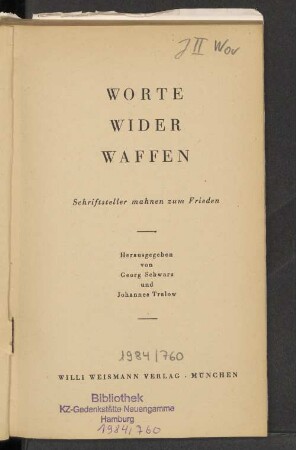 J II Wor
WORTE
WIDER
WAFFEN
Schriftsteller mahnen zum Frieden
Herausgegeben
von
Georg Schwarz
und
Johannes Tralow
1984/760
WILLI WEISMANN VERLAG · MÜNCHEN
Bibliothek
KZ-Gedenkstätte Neuengamme
Hamburg
1984/760